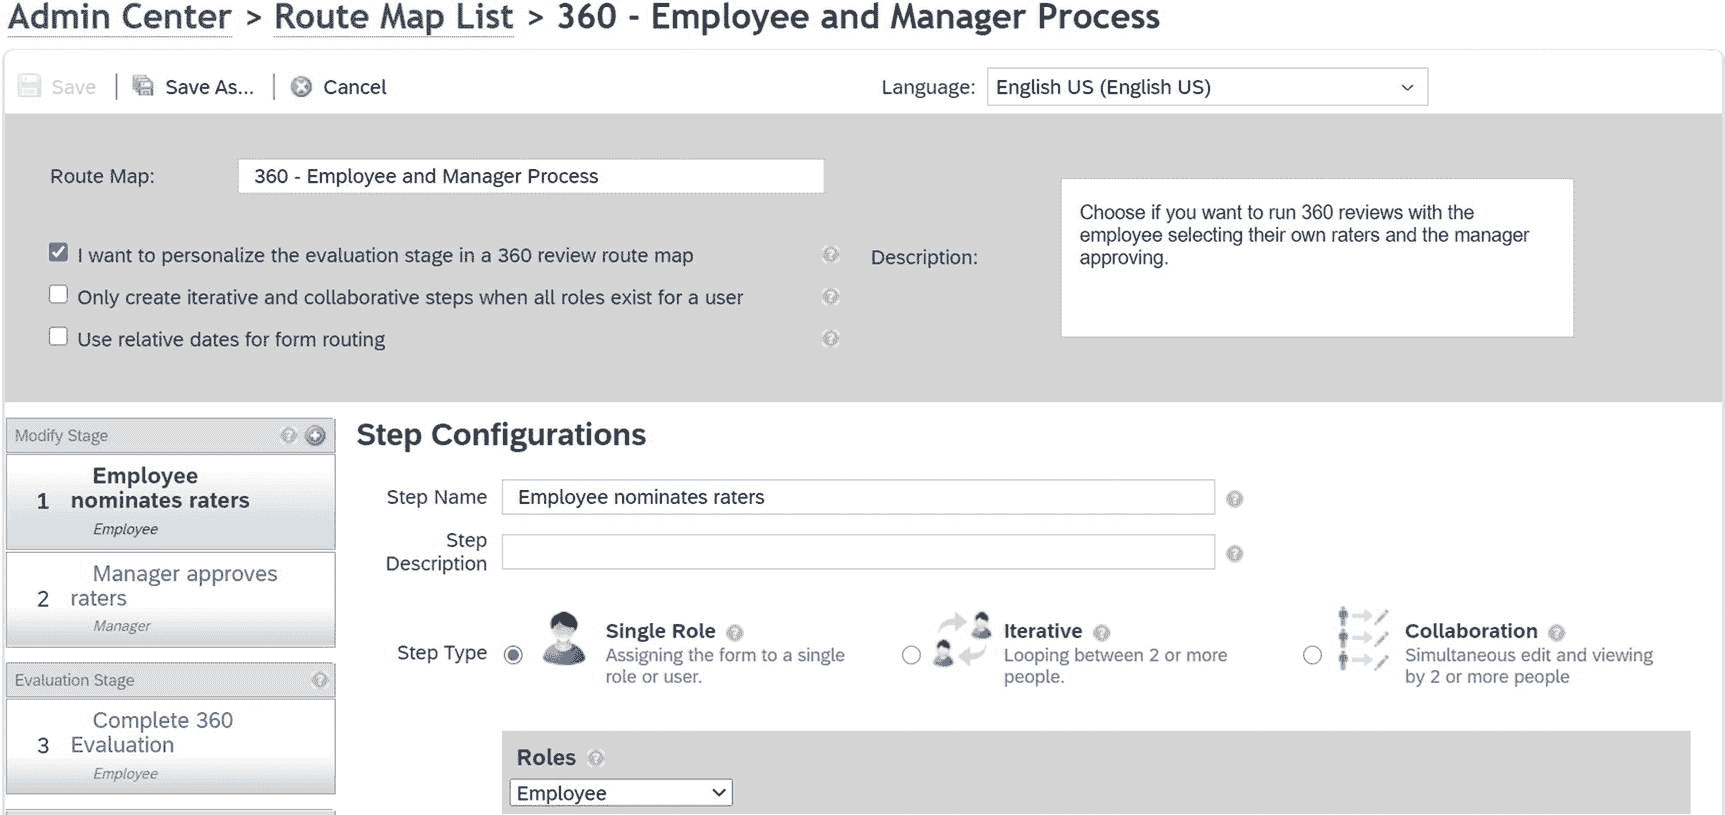 Admin Center > Route Map List > 360 - Employee and Manager Process
Save | Save As... | Cancel
Language: English US (English US)
Route Map: 360 - Employee and Manager Process
I want to personalize the evaluation stage in a 360 review route map
Only create iterative and collaborative steps when all roles exist for a user
Use relative dates for form routing
Description:
Choose if you want to run 360 reviews with the
employee selecting their own raters and the manager
approving.
Modify Stage
1 Employee
nominates raters
Employee
2 Manager approves
raters
Manager
Evaluation Stage
3 Complete 360
Evaluation
Employee
Step Configurations
Step Name Employee nominates raters
Step
Description
Step Type
Single Role
Assigning the form to a single
role or user.
Iterative
Looping between 2 or more
people.
Collaboration
Simultaneous edit and viewing
by 2 or more people
Roles
Employee